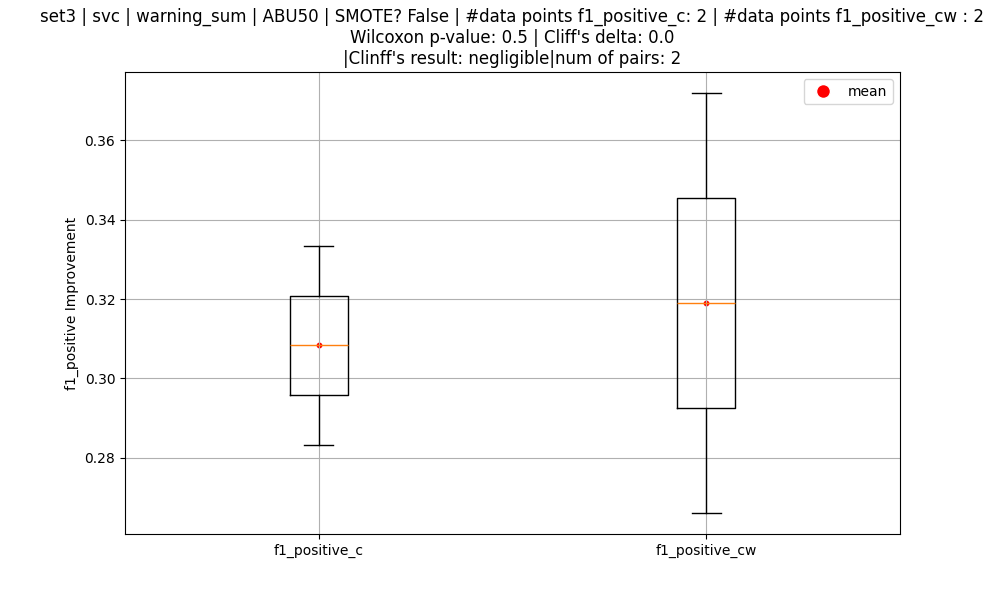 set3 | svc | warning_sum | ABU50 | SMOTE? False | #data points f1_positive_c: 2 | #data points f1_positive_cw : 2
Wilcoxon p-value: 0.5 | Cliff's delta: 0.0
|Clinff's result: negligible|num of pairs: 2
mean
0.36
0.34
0.32
0.30
0.28
f1_positive Improvement
f1_positive_c
f1_positive_cw